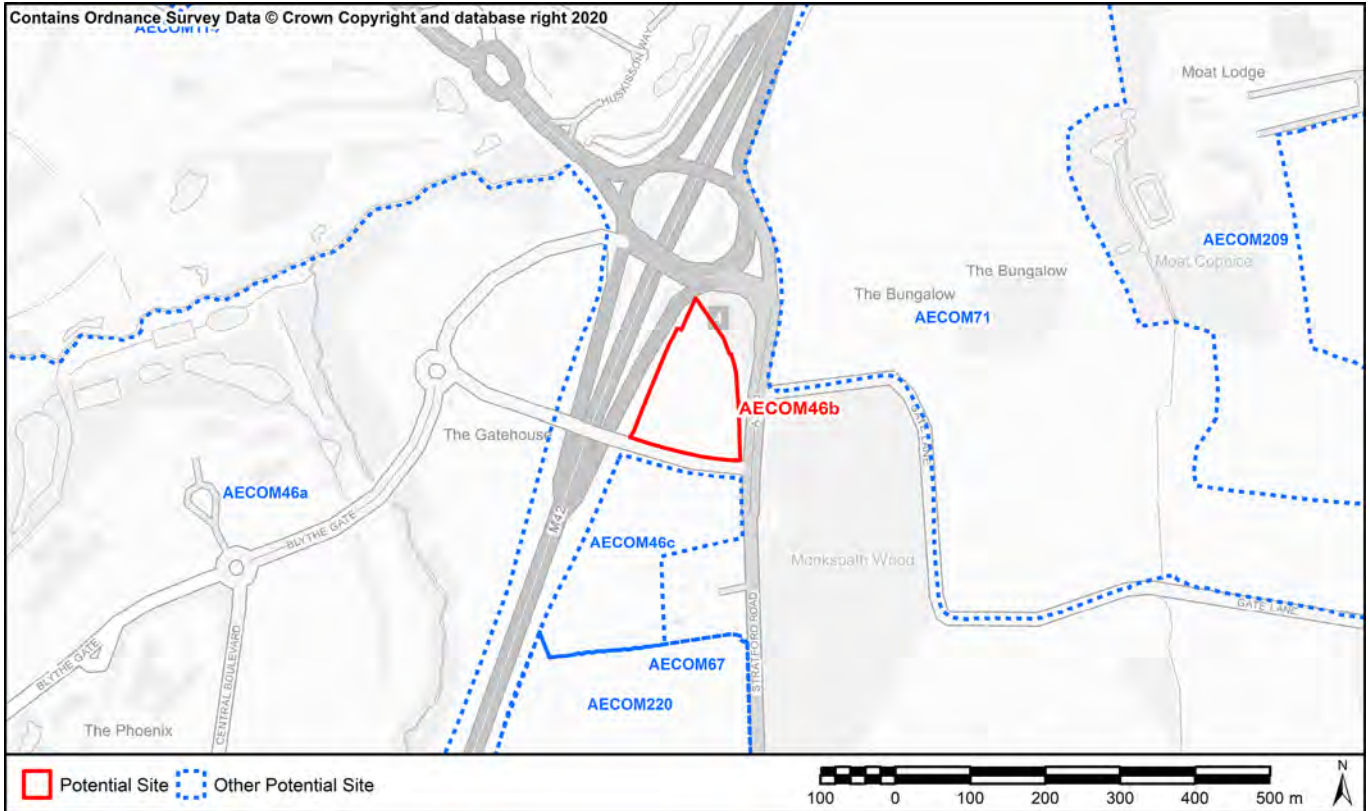 Contains Ordnance Survey Data © Crown Copyright and database right 2020
HUSKISSON WAY
Moat Lodge
AECOM209
Moat Coppice
The Bungalow
The Bungalow
AECOM71
AECOM46b
The Gatehouse
GATE LANE
AECOM46a
M42
BLYTHE GATE
AECOM46c
Monkspath Wood
GATE LANE
STRATFORD ROAD
BLYTHE GATE
CENTRAL BOULEVARD
AECOM67
AECOM220
The Phoenix
Potential Site
Other Potential Site
100 0 100 200 300 400 500 m
N